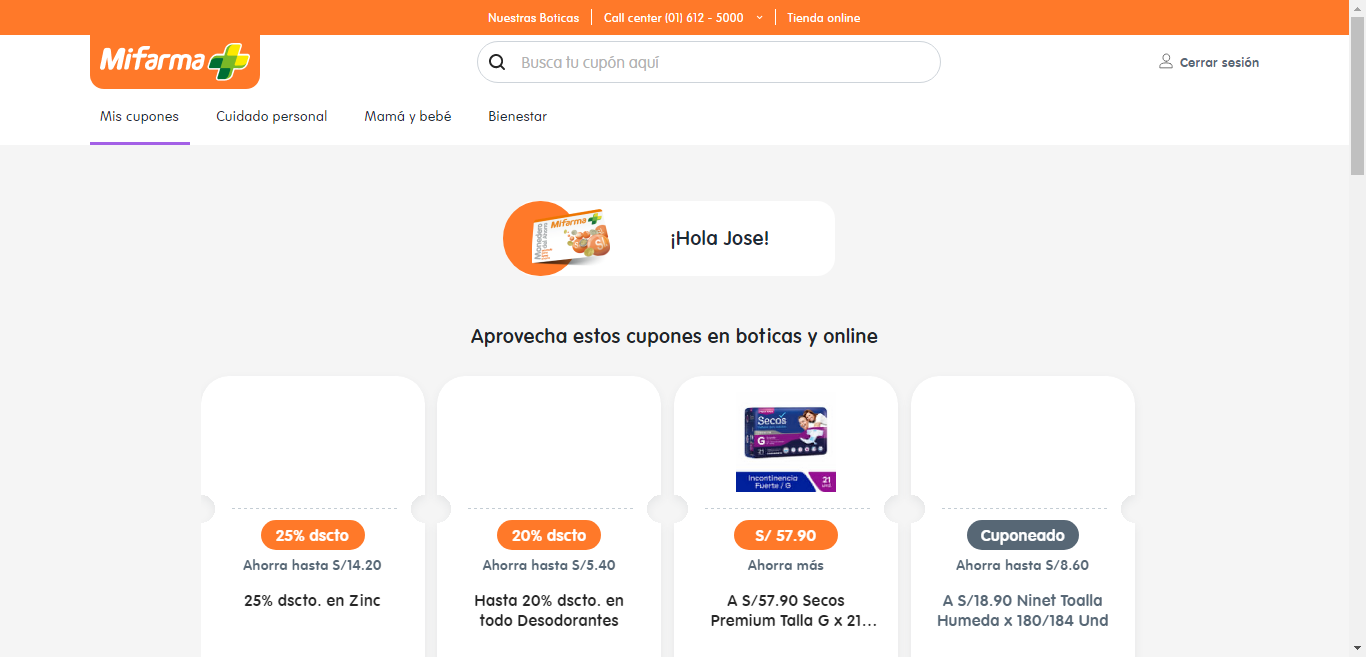 Nuestras Boticas
Call center (01) 612 - 5000
Tienda online
Mifarma
Busca tu cupón aquí
Cerrar sesión
Mis cupones
Cuidado personal
Mamá y bebé
Bienestar
Monedero
del Ahorro
Mifarma
¡Hola Jose!
Aprovecha estos cupones en boticas y online
25% dscto
Ahorra hasta S/14.20
25% dscto. en Zinc
20% dscto
Ahorra hasta S/5.40
Hasta 20% dscto. en
todo Desodorantes
Secos
G
21
Incontinencia
Fuerte / G
21
S/ 57.90
Ahorra más
A S/57.90 Secos
Premium Talla G x 21...
Cuponeado
Ahorra hasta S/8.60
A S/18.90 Ninet Toalla
Humeda x 180/184 Und